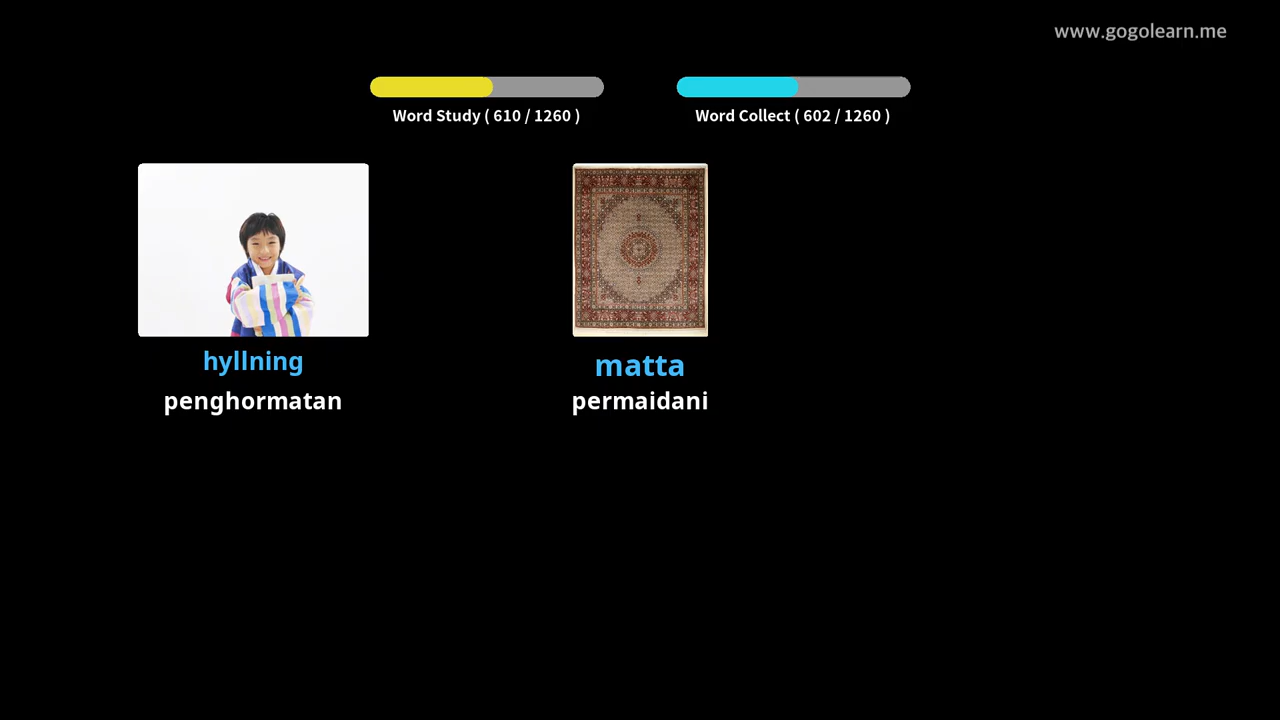 www.gogolearn.me
Word Study ( 610 / 1260 )
Word Collect ( 602 / 1260 )
hyllning
penghormatan
matta
permaidani